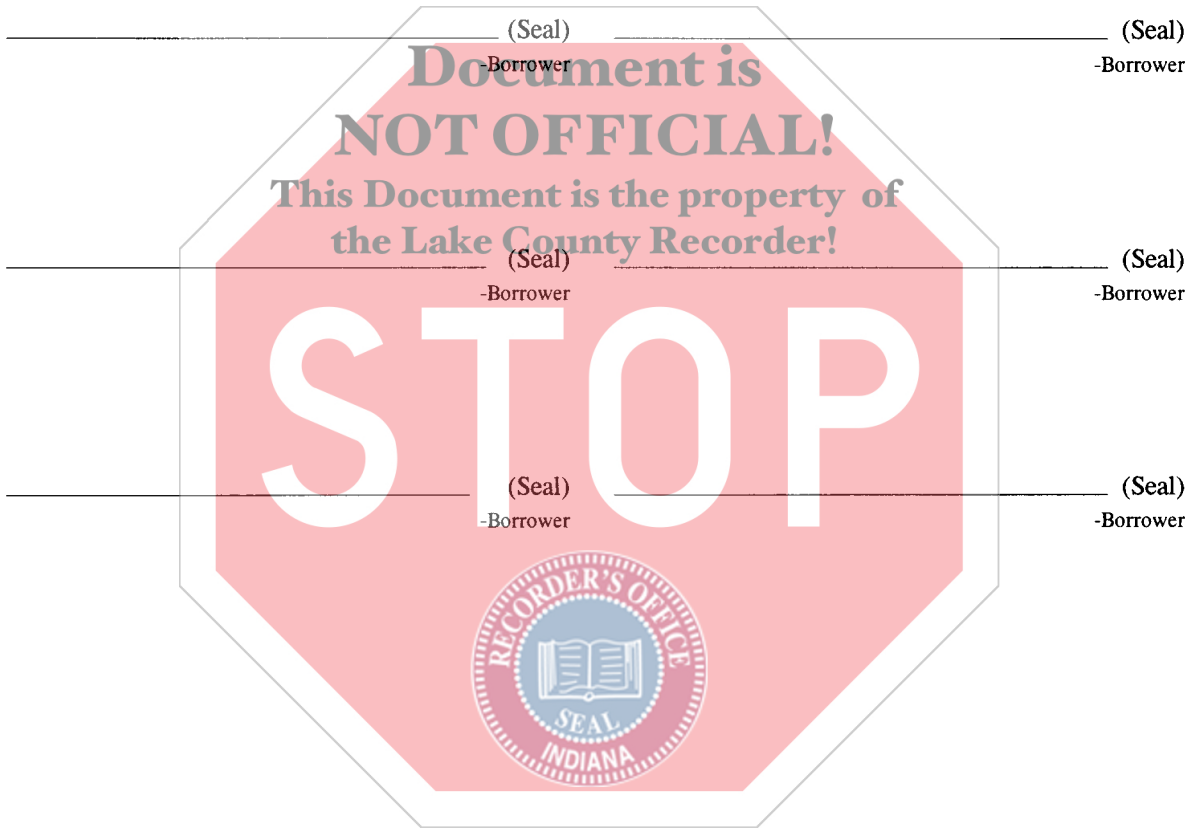 (Seal) (Seal)
-Borrower -Borrower
Document is
NOT OFFICIAL!
This Document is the property of
the Lake County Recorder!
(Seal) (Seal)
-Borrower -Borrower
STOP
(Seal) (Seal)
-Borrower -Borrower
RECORDER'S OFFICE
SEAL
INDIANA